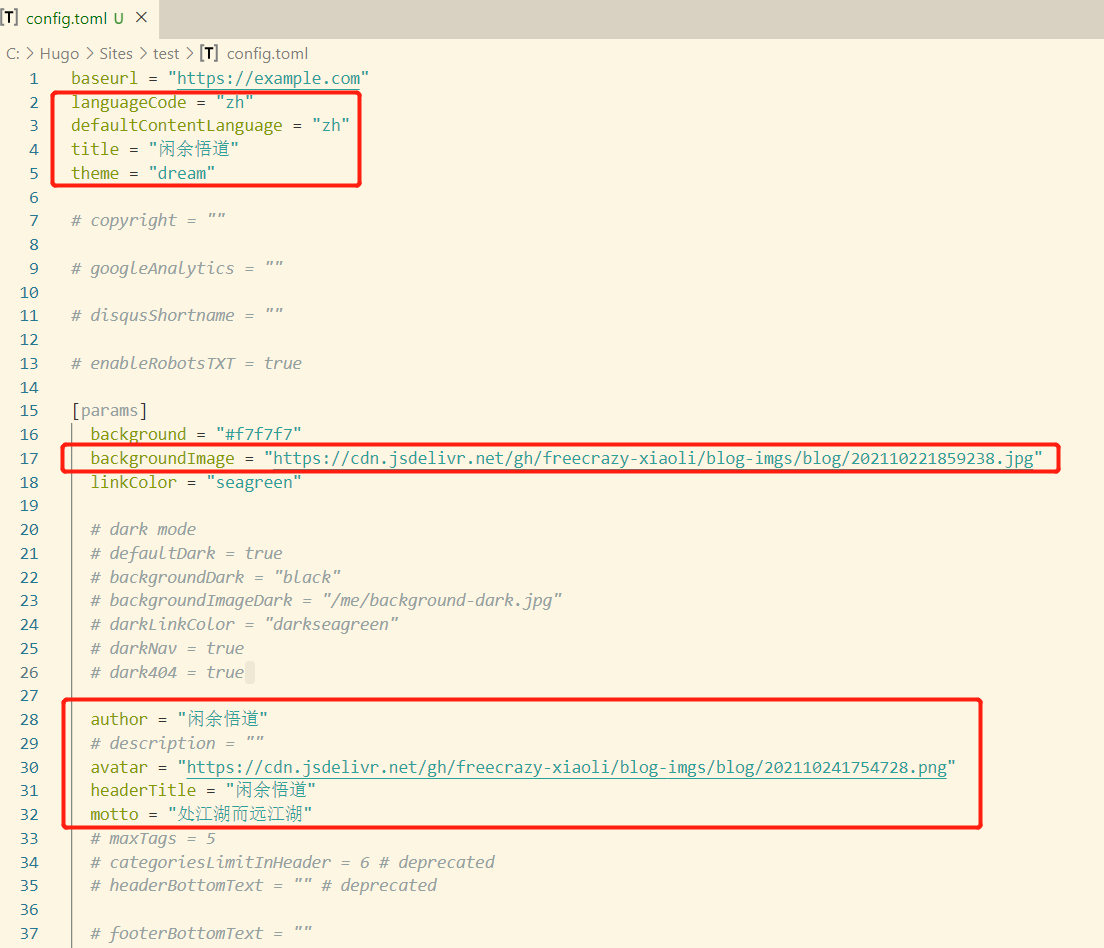 [T] config.toml U ×
C: > Hugo > Sites > test > [T] config.toml
1 baseurl = "https://example.com"
2 languageCode = "zh"
3 defaultContentLanguage = "zh"
4 title = "闲余悟道"
5 theme = "dream"
6
7 # copyright = ""
8
9 # googleAnalytics = ""
10
11 # disqusShortname = ""
12
13 # enableRobotsTXT = true
14
15 [params]
16 background = "#f7f7f7"
17 backgroundImage = "https://cdn.jsdelivr.net/gh/freecrazy-xiaoli/blog-imgs/blog/202110221859238.jpg"
18 linkColor = "seagreen"
19
20 # dark mode
21 # defaultDark = true
22 # backgroundDark = "black"
23 # backgroundImageDark = "/me/background-dark.jpg"
24 # darkLinkColor = "darkseagreen"
25 # darkNav = true
26 # dark404 = true
27
28 author = "闲余悟道"
29 # description = ""
30 avatar = "https://cdn.jsdelivr.net/gh/freecrazy-xiaoli/blog-imgs/blog/202110241754728.png"
31 headerTitle = "闲余悟道"
32 motto = "处江湖而远江湖"
33 # maxTags = 5
34 # categoriesLimitInHeader = 6 # deprecated
35 # headerBottomText = "" # deprecated
36
37 # footerBottomText = ""